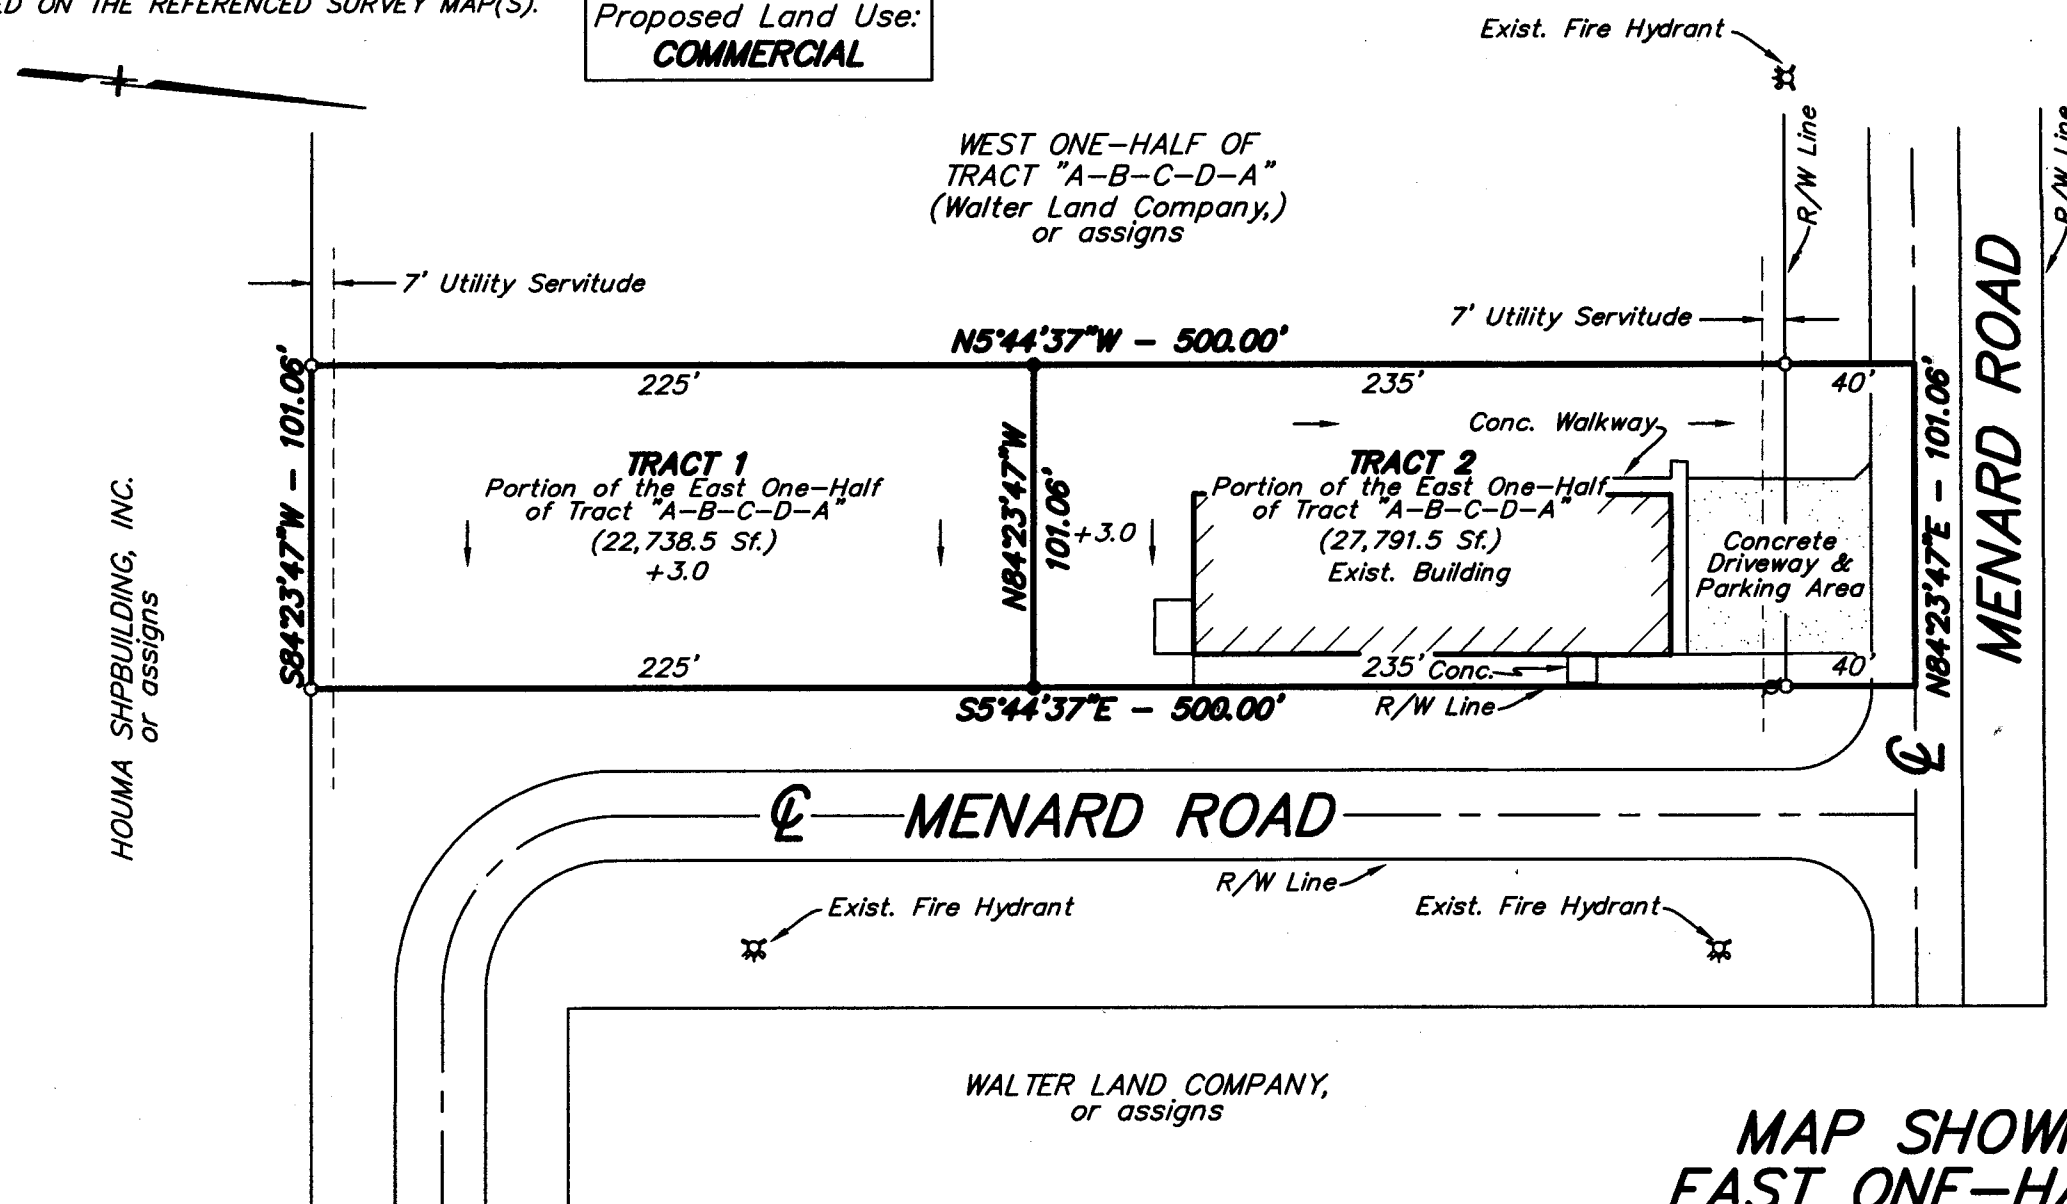 ED ON THE REFERENCED SURVEY MAP(S).
Proposed Land Use:
COMMERCIAL
Exist. Fire Hydrant
R/W Line
R/W Line
WEST ONE-HALF OF
TRACT "A-B-C-D-A"
(Walter Land Company,)
or assigns
7' Utility Servitude
7' Utility Servitude
N5°44'37"W - 500.00'
225'
235'
40'
S84°23'47"W - 101.06'
TRACT 1
Portion of the East One-Half
of Tract "A-B-C-D-A"
(22,738.5 Sf.)
+3.0
N84°23'47"W
101.06'
+3.0
Conc. Walkway
TRACT 2
Portion of the East One-Half
of Tract "A-B-C-D-A"
(27,791.5 Sf.)
Exist. Building
Concrete
Driveway &
Parking Area
N84°23'47"E - 101.06'
MENARD ROAD
HOUMA SHPBUILDING, INC.
or assigns
225'
235'
Conc.
40'
S5°44'37"E - 500.00'
R/W Line
℄
℄
MENARD ROAD
R/W Line
Exist. Fire Hydrant
Exist. Fire Hydrant
WALTER LAND COMPANY,
or assigns
MAP SHOW
EAST ONE-HA